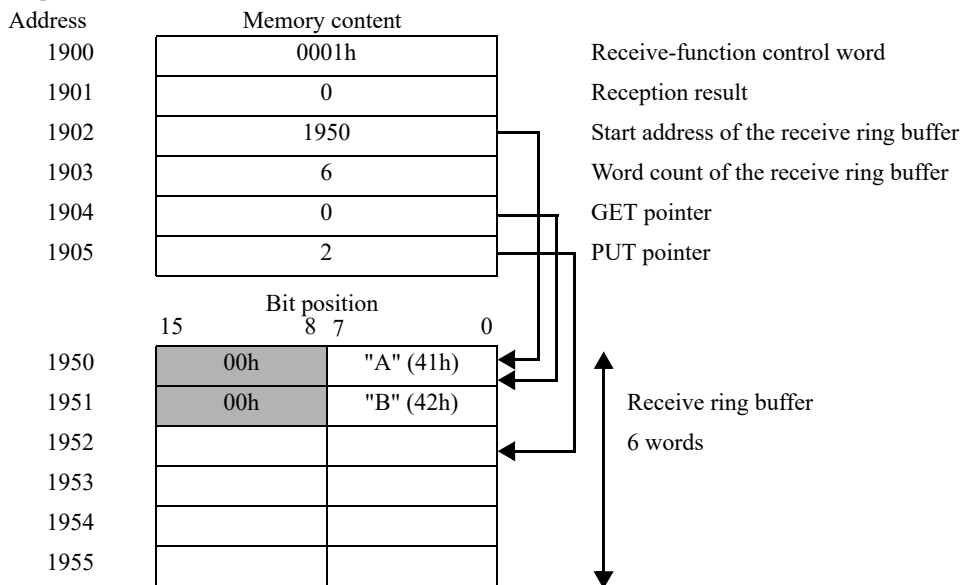 Address Memory content
1900 0001h Receive-function control word
1901 0 Reception result
1902 1950 Start address of the receive ring buffer
1903 6 Word count of the receive ring buffer
1904 0 GET pointer
1905 2 PUT pointer
Bit position
15 8 7 0
1950 00h "A" (41h)
1951 00h "B" (42h) Receive ring buffer
1952 6 words
1953
1954
1955